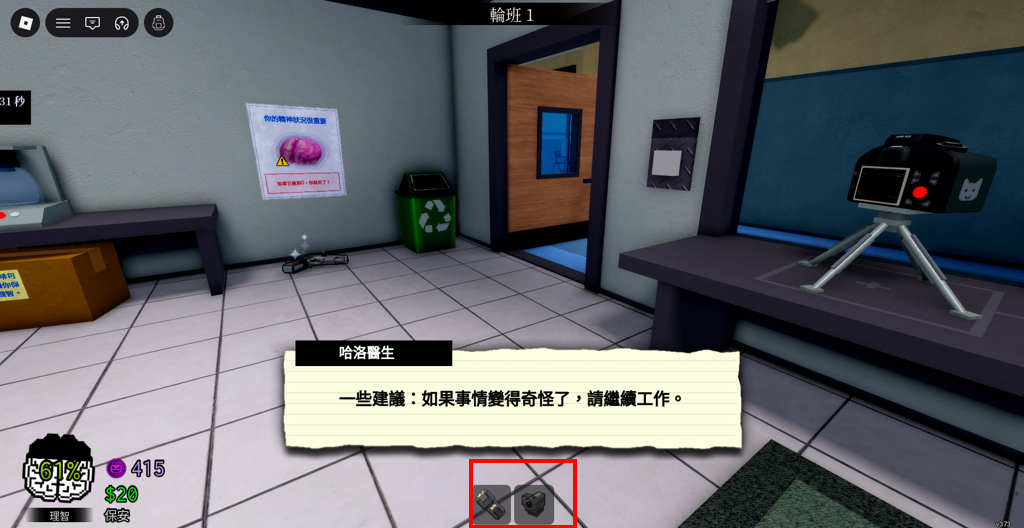 輪班 1
31 秒
你的精神狀況很重要
哈洛醫生
一些建議：如果事情變得奇怪了，請繼續工作。
61%
415
$20
理智
保安
v373